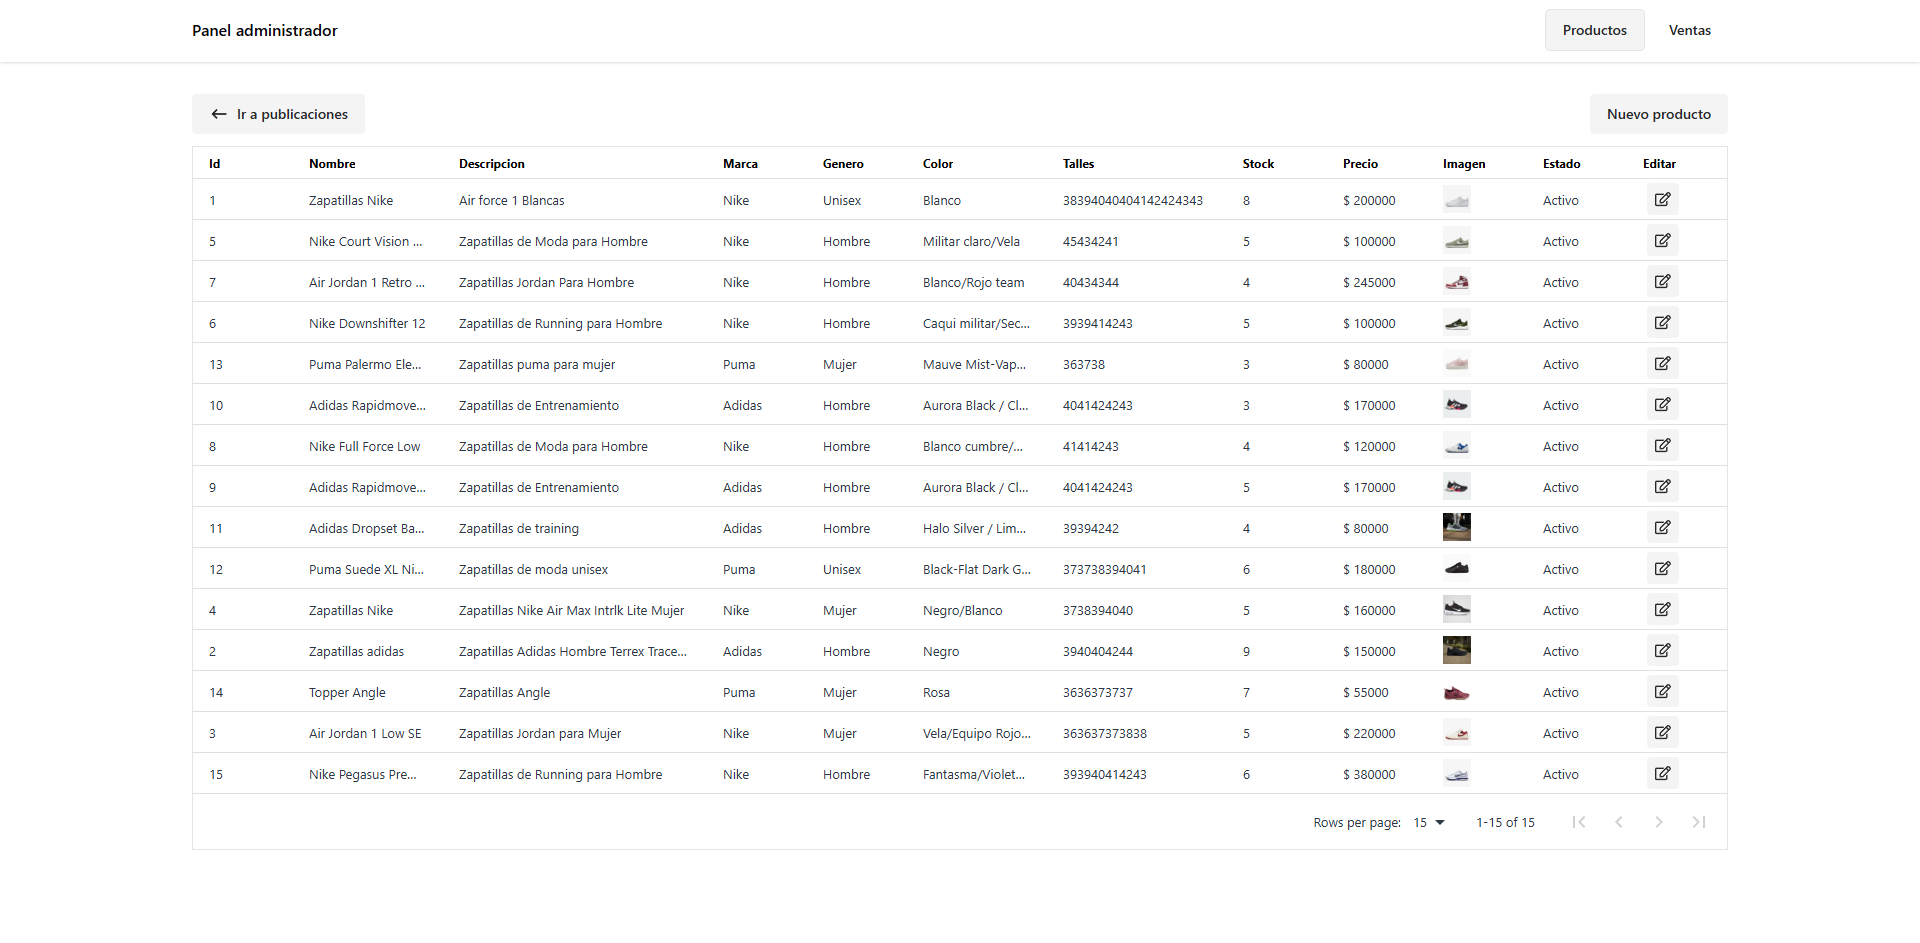 Panel administrador Productos Ventas
Ir a publicaciones Nuevo producto
Id Nombre Descripcion Marca Genero Color Talles Stock Precio Imagen Estado Editar
1 Zapatillas Nike Air force 1 Blancas Nike Unisex Blanco 38394040404142424343 8 $ 200000 Activo
5 Nike Court Vision ... Zapatillas de Moda para Hombre Nike Hombre Militar claro/Vela 45434241 5 $ 100000 Activo
7 Air Jordan 1 Retro ... Zapatillas Jordan Para Hombre Nike Hombre Blanco/Rojo team 40434344 4 $ 245000 Activo
6 Nike Downshifter 12 Zapatillas de Running para Hombre Nike Hombre Caqui militar/Sec... 3939414243 5 $ 100000 Activo
13 Puma Palermo Ele... Zapatillas puma para mujer Puma Mujer Mauve Mist-Vap... 363738 3 $ 80000 Activo
10 Adidas Rapidmove... Zapatillas de Entrenamiento Adidas Hombre Aurora Black / Cl... 4041424243 3 $ 170000 Activo
8 Nike Full Force Low Zapatillas de Moda para Hombre Nike Hombre Blanco cumbre/... 41414243 4 $ 120000 Activo
9 Adidas Rapidmove... Zapatillas de Entrenamiento Adidas Hombre Aurora Black / Cl... 4041424243 5 $ 170000 Activo
11 Adidas Dropset Ba... Zapatillas de training Adidas Hombre Halo Silver / Lim... 39394242 4 $ 80000 Activo
12 Puma Suede XL Ni... Zapatillas de moda unisex Puma Unisex Black-Flat Dark G... 373738394041 6 $ 180000 Activo
4 Zapatillas Nike Zapatillas Nike Air Max Intrlk Lite Mujer Nike Mujer Negro/Blanco 3738394040 5 $ 160000 Activo
2 Zapatillas adidas Zapatillas Adidas Hombre Terrex Trace... Adidas Hombre Negro 3940404244 9 $ 150000 Activo
14 Topper Angle Zapatillas Angle Puma Mujer Rosa 3636373737 7 $ 55000 Activo
3 Air Jordan 1 Low SE Zapatillas Jordan para Mujer Nike Mujer Vela/Equipo Rojo... 363637373838 5 $ 220000 Activo
15 Nike Pegasus Pre... Zapatillas de Running para Hombre Nike Hombre Fantasma/Violet... 393940414243 6 $ 380000 Activo
Rows per page: 15 1-15 of 15